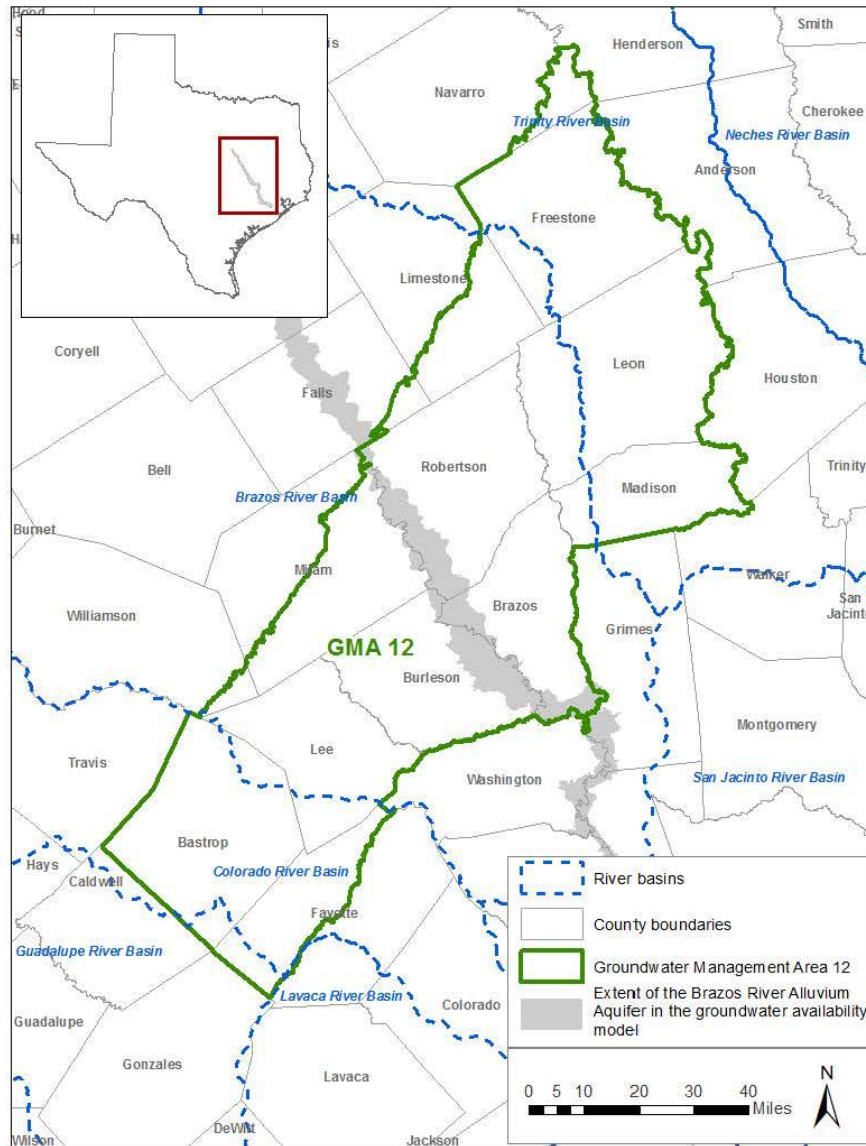 Hood
Smith
Henderson
Navarro
Cherokee
Trinity River Basin
Neches River Basin
Anderson
Freestone
Limestone
Coryell
Leon
Houston
Falls
Bell
Robertson
Trinity
Madison
Brazos River Basin
Burnet
Milam
Walker
San
Jacinto
Brazos
Williamson
Grimes
GMA 12
Burleson
Montgomery
Lee
Travis
Washington
San Jacinto River Basin
Bastrop
Hays
Colorado River Basin
Caldwell
Fayette
Guadalupe River Basin
Lavaca River Basin
Colorado
Guadalupe
Gonzales
Lavaca
DeWitt
Wilson
Jackson
River basins
County boundaries
Groundwater Management Area 12
Extent of the Brazos River Alluvium
Aquifer in the groundwater availability
model
N
0 5 10 20 30 40
Miles